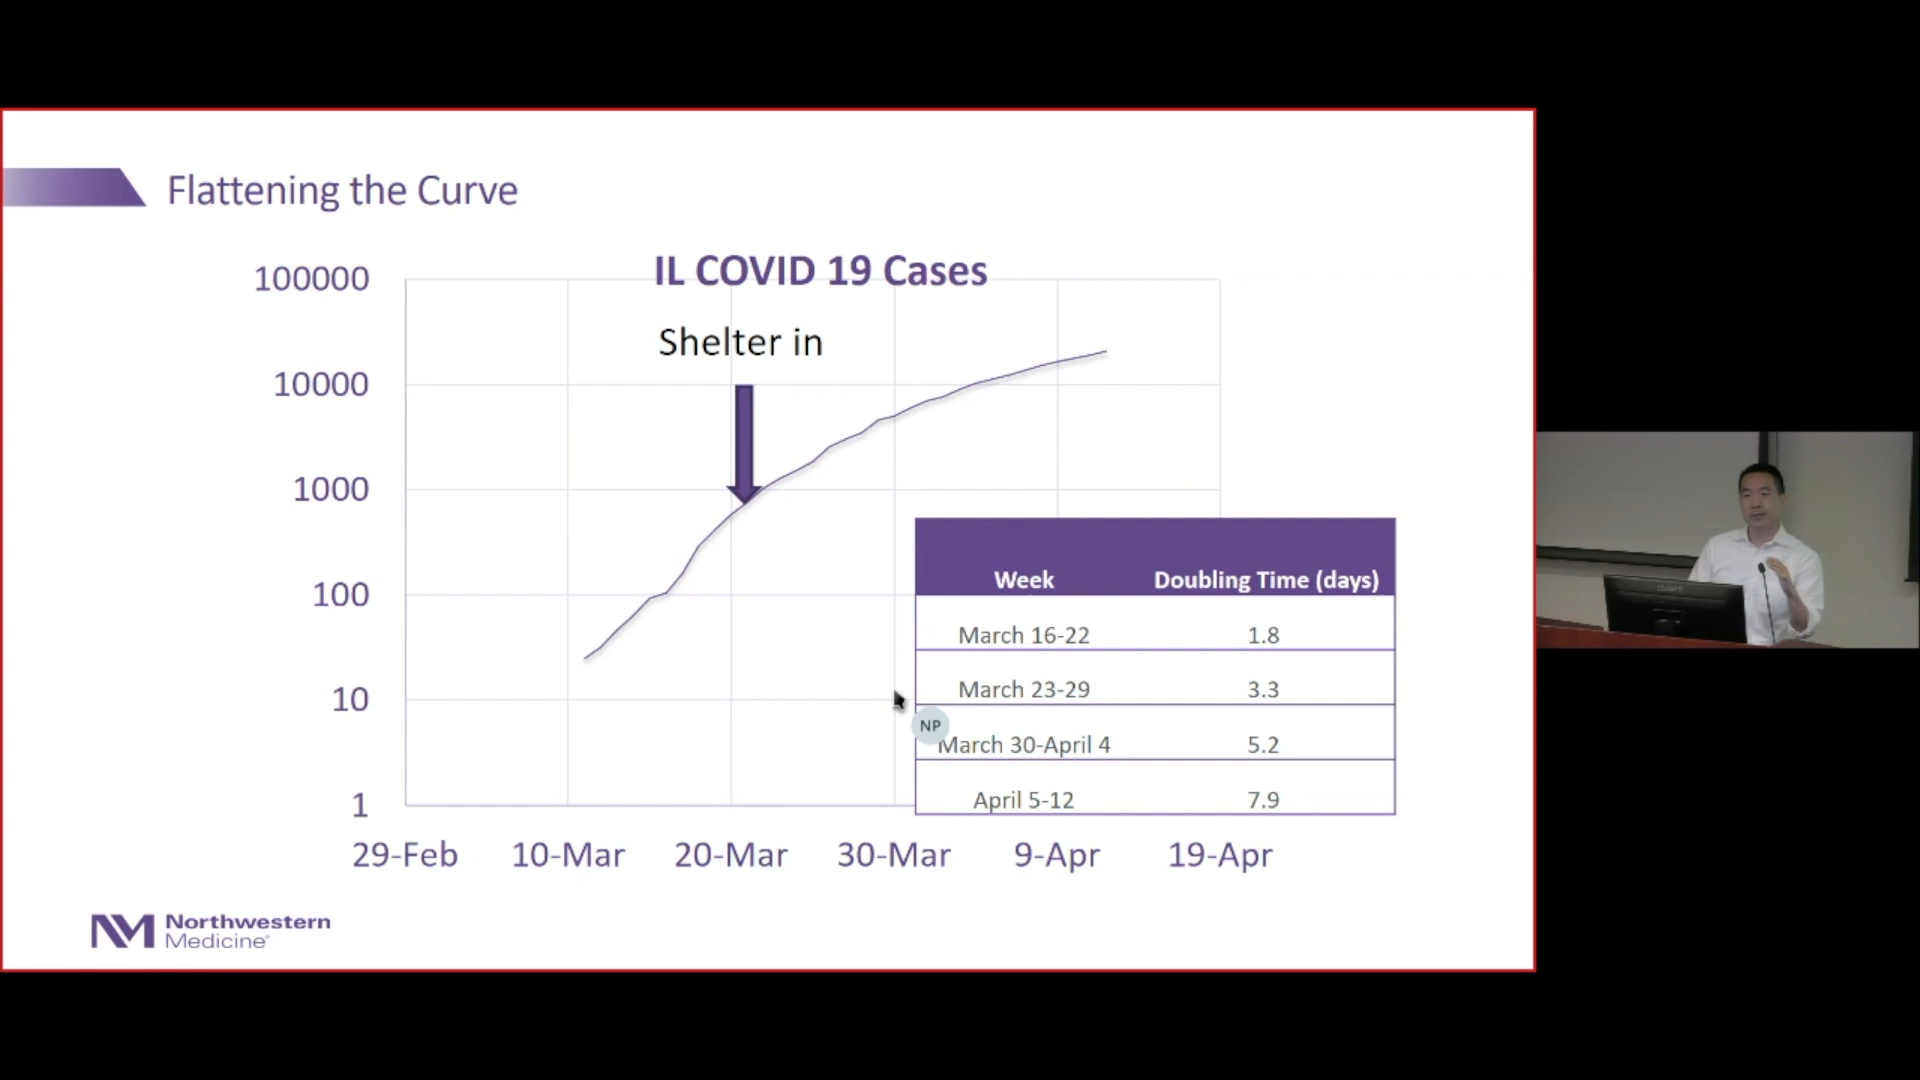 Flattening the Curve
IL COVID 19 Cases
Shelter in
100000
10000
1000
100
10
1
29-Feb 10-Mar 20-Mar 30-Mar 9-Apr 19-Apr
Week Doubling Time (days)
March 16-22 1.8
March 23-29 3.3
NP
March 30-April 4 5.2
April 5-12 7.9
Northwestern
Medicine